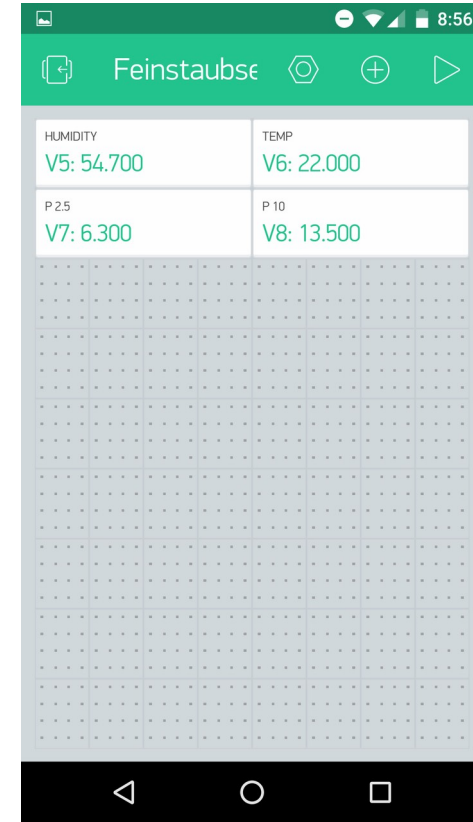 8:56
Feinstaubse
HUMIDITY
V5: 54.700
TEMP
V6: 22.000
P 2.5
V7: 6.300
P 10
V8: 13.500